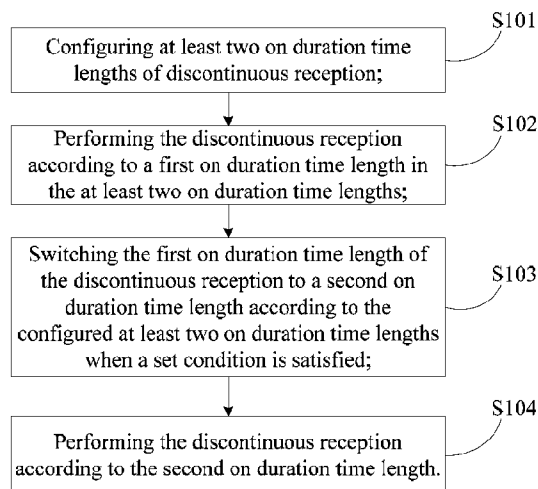 S101
Configuring at least two on duration time
lengths of discontinuous reception;
S102
Performing the discontinuous reception
according to a first on duration time length in
the at least two on duration time lengths;
Switching the first on duration time length of
the discontinuous reception to a second on
duration time length according to the
configured at least two on duration time lengths
when a set condition is satisfied;
S103
S104
Performing the discontinuous reception
according to the second on duration time length.